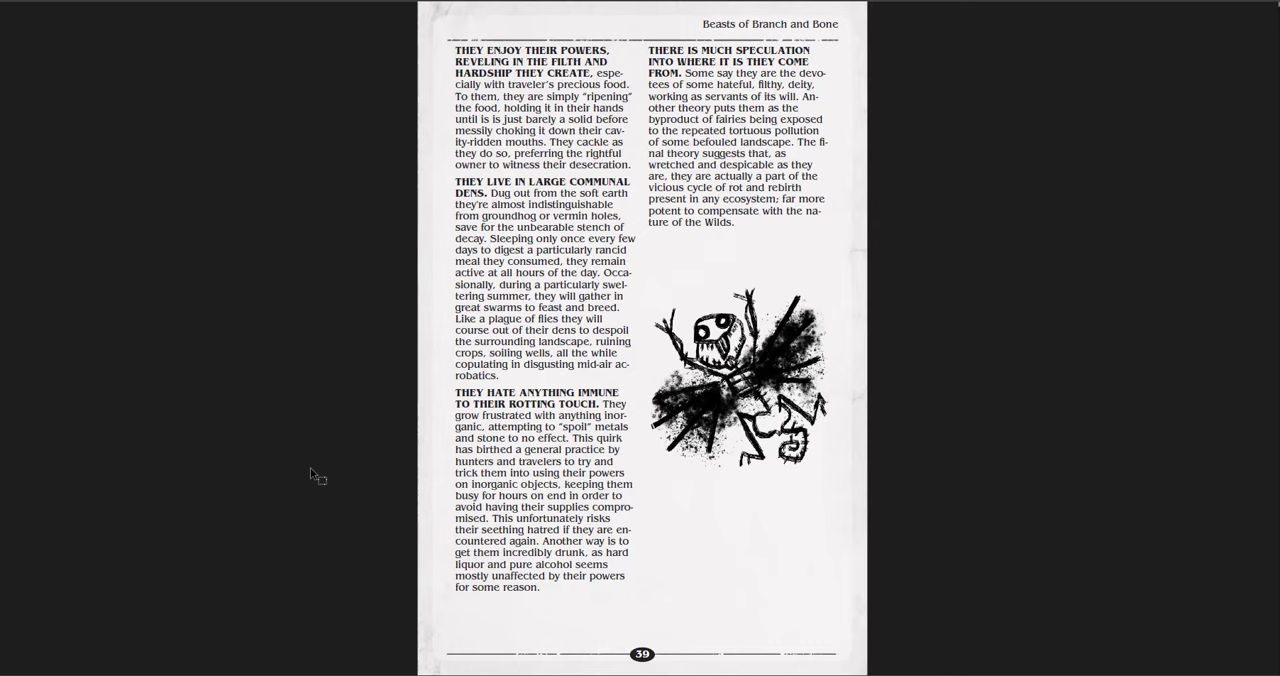 Beasts of Branch and Bone
THEY ENJOY THEIR POWERS,
REVELING IN THE FILTH AND
HARDSHIP THEY CREATE, espe-
cially with traveler's precious food.
To them, they are simply "ripening"
the food, holding it in their hands
until is is just barely a solid before
messily choking it down their cav-
ity-ridden mouths. They cackle as
they do so, preferring the rightful
owner to witness their desecration.
THEY LIVE IN LARGE COMMUNAL
DENS. Dug out from the soft earth
they're almost indistinguishable
from groundhog or vermin holes,
save for the unbearable stench of
decay. Sleeping only once every few
days to digest a particularly rancid
meal they consumed, they remain
active at all hours of the day. Occa-
sionally, during a particularly swel-
tering summer, they will gather in
great swarms to feast and breed.
Like a plague of flies they will
course out of their dens to despoil
the surrounding landscape, ruining
crops, soiling wells, all the while
copulating in disgusting mid-air ac-
robatics.
THEY HATE ANYTHING IMMUNE
TO THEIR ROTTING TOUCH. They
grow frustrated with anything inor-
ganic, attempting to "spoil" metals
and stone to no effect. This quirk
has birthed a general practice by
hunters and travelers to try and
trick them into using their powers
on inorganic objects, keeping them
busy for hours on end in order to
avoid having their supplies compro-
mised. This unfortunately risks
their seething hatred if they are en-
countered again. Another way is to
get them incredibly drunk, as hard
liquor and pure alcohol seems
mostly unaffected by their powers
for some reason.
THERE IS MUCH SPECULATION
INTO WHERE IT IS THEY COME
FROM. Some say they are the devo-
tees of some hateful, filthy, deity,
working as servants of its will. An-
other theory puts them as the
byproduct of fairies being exposed
to the repeated tortuous pollution
of some befouled landscape. The fi-
nal theory suggests that, as
wretched and despicable as they
are, they are actually a part of the
vicious cycle of rot and rebirth
present in any ecosystem; far more
potent to compensate with the na-
ture of the Wilds.
39